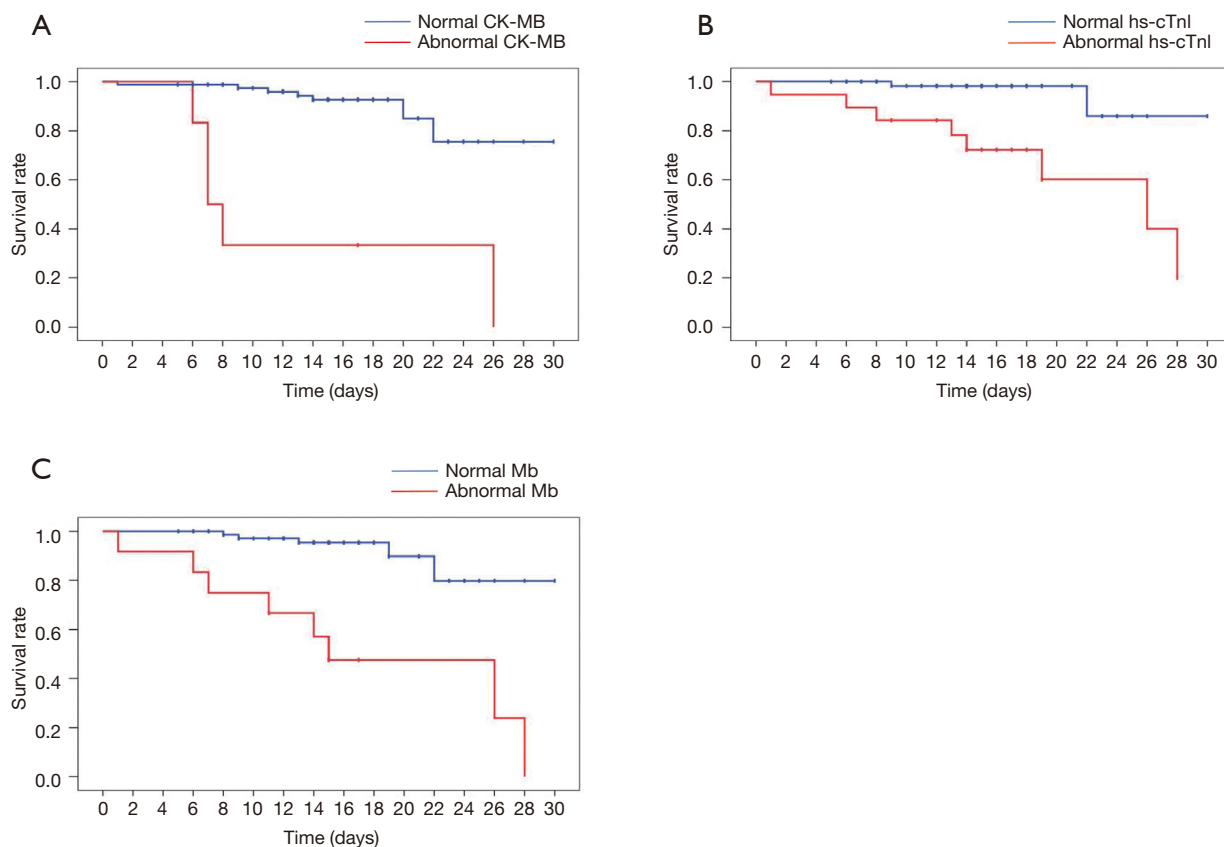 A
Normal CK-MB
Abnormal CK-MB
1.0
0.8
0.6
0.4
0.2
0.0
Survival rate
0 2 4 6 8 10 12 14 16 18 20 22 24 26 28 30
Time (days)
B
Normal hs-cTnI
Abnormal hs-cTnI
1.0
0.8
0.6
0.4
0.2
0.0
Survival rate
0 2 4 6 8 10 12 14 16 18 20 22 24 26 28 30
Time (days)
C
Normal Mb
Abnormal Mb
1.0
0.8
0.6
0.4
0.2
0.0
Survival rate
0 2 4 6 8 10 12 14 16 18 20 22 24 26 28 30
Time (days)